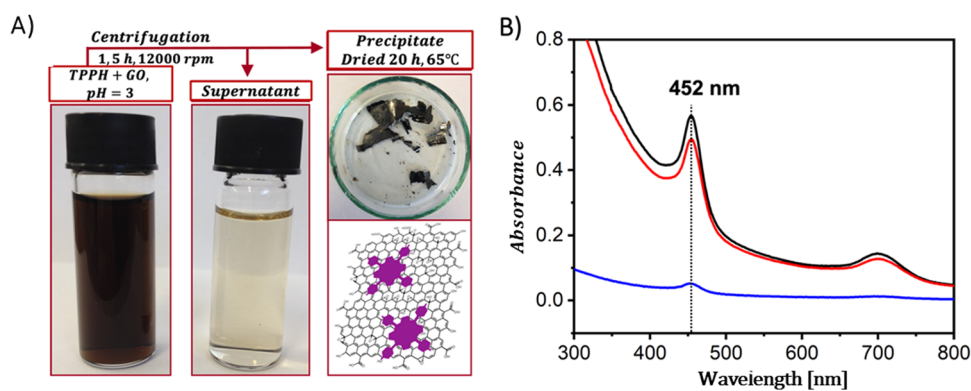 A)
Centrifugation
1,5 h, 12000 rpm
TPPH + GO,
pH = 3
Supernatant
Precipitate
Dried 20 h, 65℃
B)
0.8
0.6
0.4
0.2
0.0
Absorbance
452 nm
300 400 500 600 700 800
Waveiengh [nm]